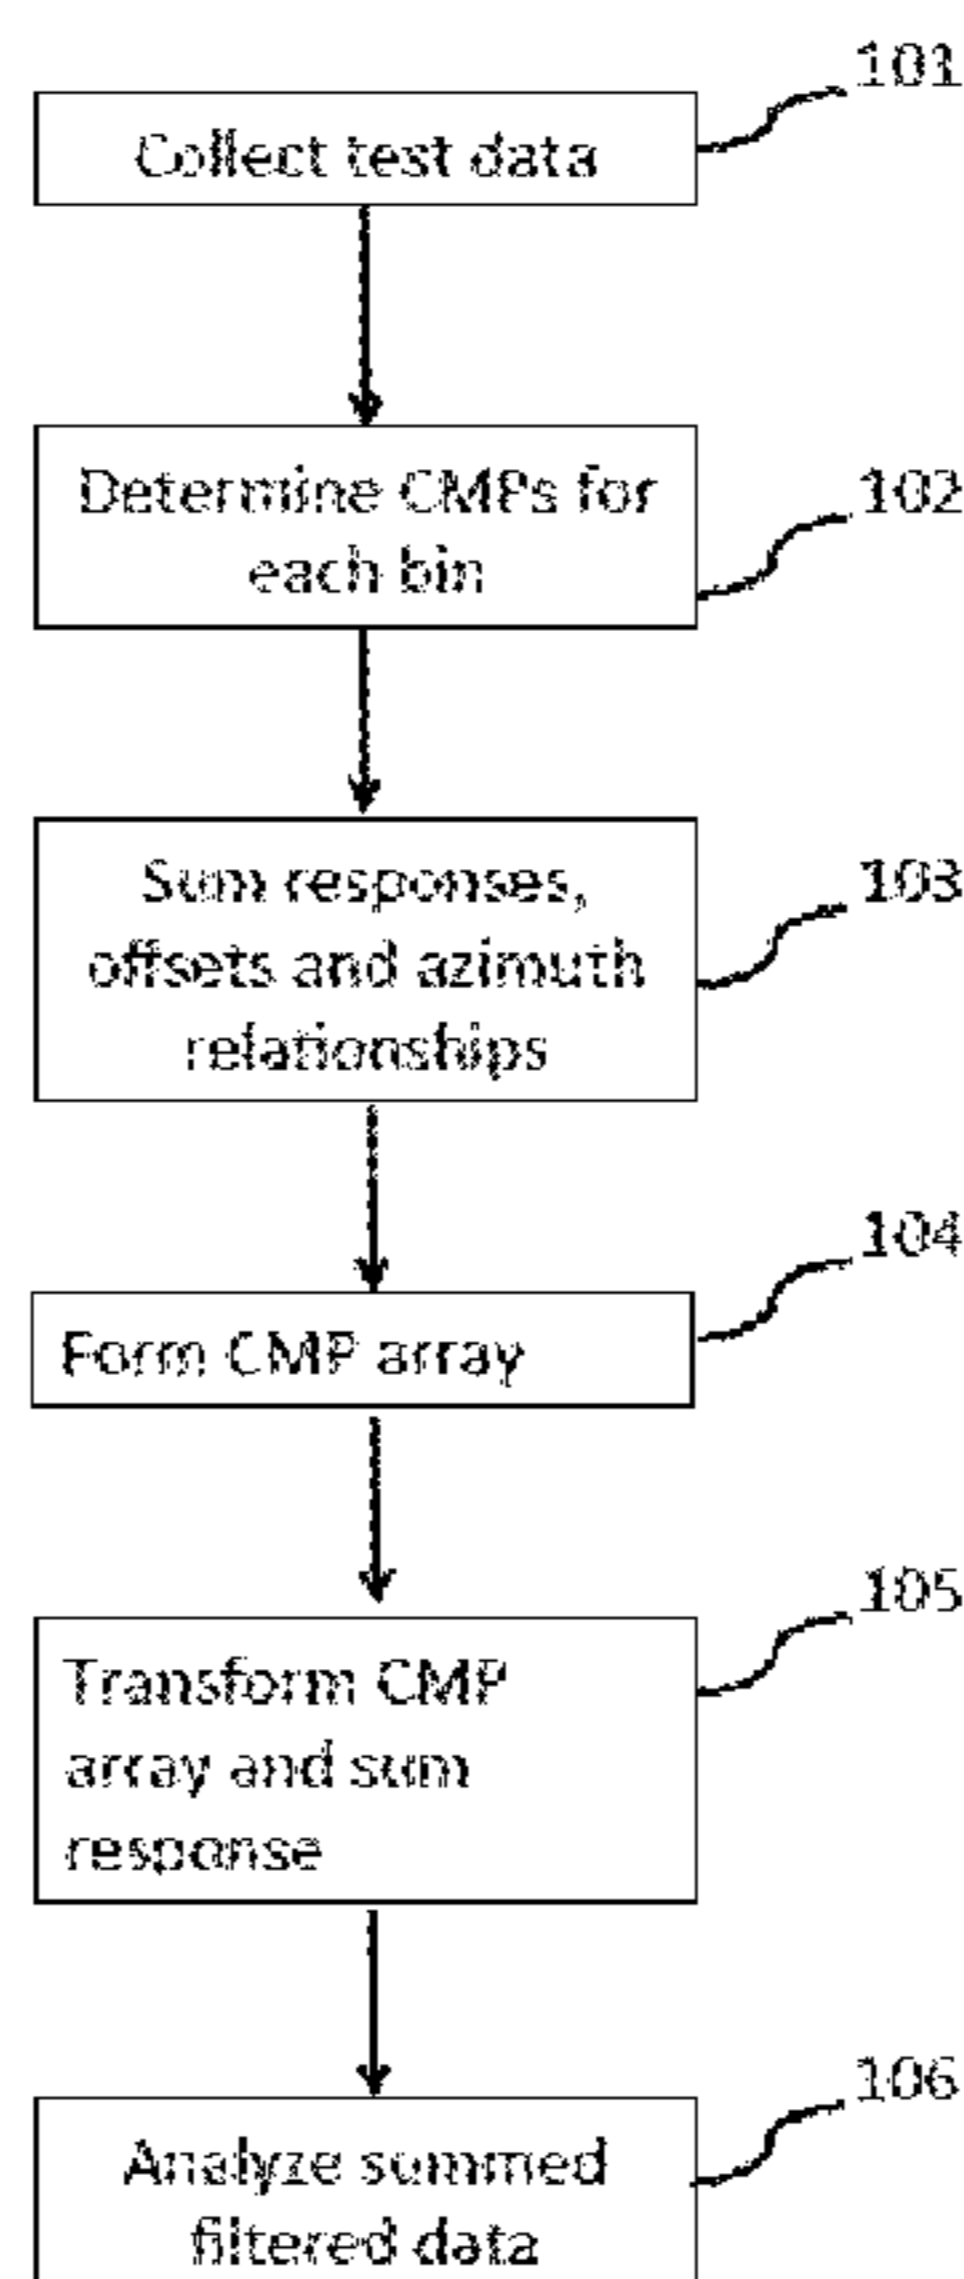 101
Collect test data
102
Determine CMPs for
each bin
103
Sum responses,
offsets and azimuth
relationships
104
Form CMP array
105
Transform CMP
array and sum
response
106
Analyze summed
filtered data